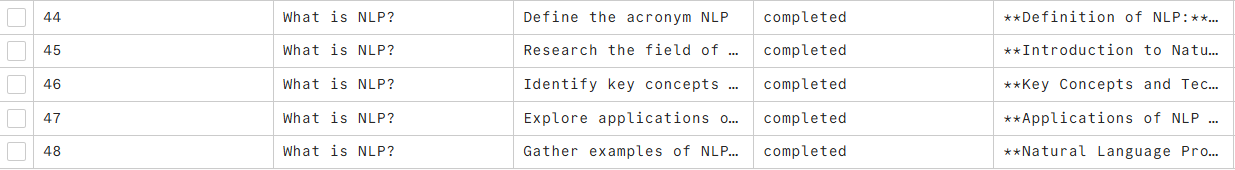 44 What is NLP? Define the acronym NLP completed **Definition of NLP:**…
45 What is NLP? Research the field of … completed **Introduction to Natu…
46 What is NLP? Identify key concepts … completed **Key Concepts and Tec…
47 What is NLP? Explore applications o… completed **Applications of NLP …
48 What is NLP? Gather examples of NLP… completed **Natural Language Pro…